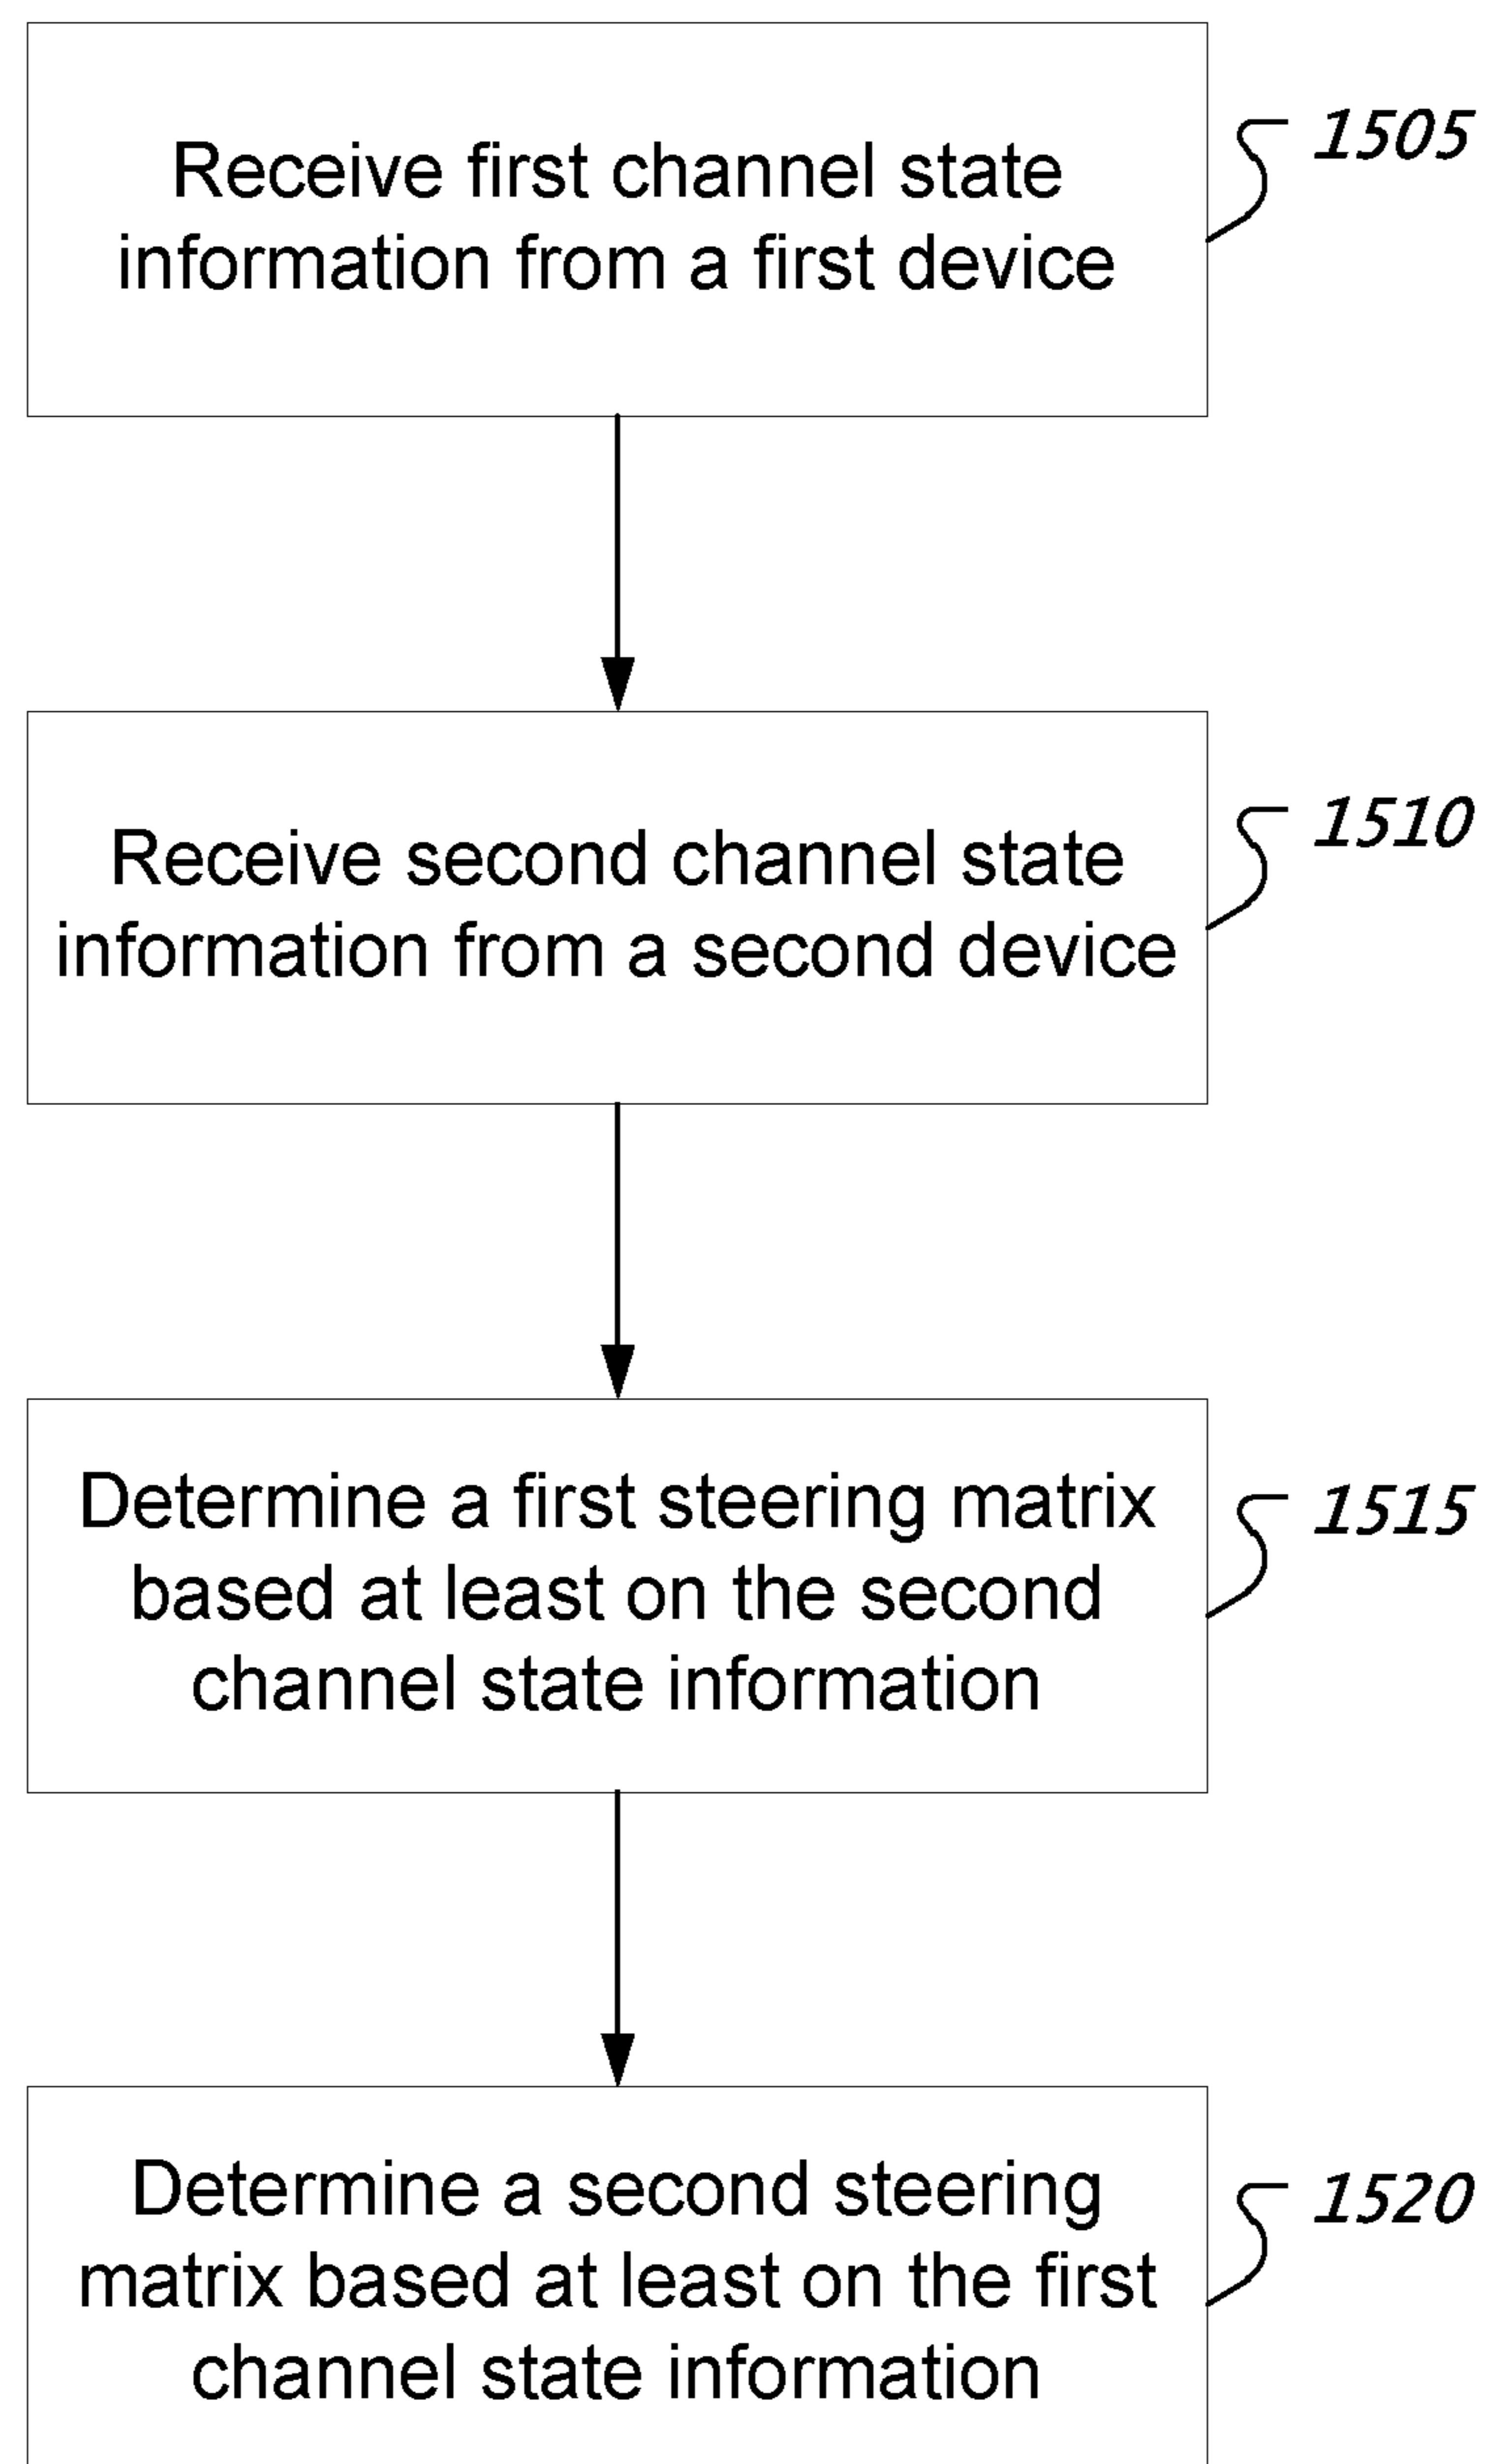 Receive first channel state
information from a first device
1505
Receive second channel state
information from a second device
1510
Determine a first steering matrix
based at least on the second
channel state information
1515
Determine a second steering
matrix based at least on the first
channel state information
1520